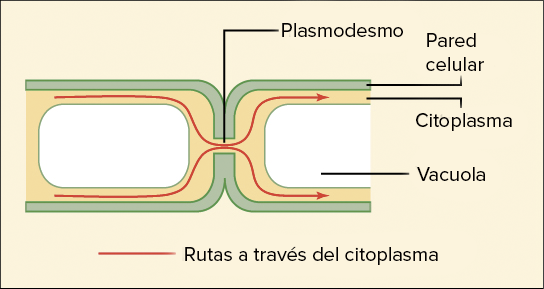 Plasmodesmo
Pared
celular
Citoplasma
Vacuola
Rutas a través del citoplasma